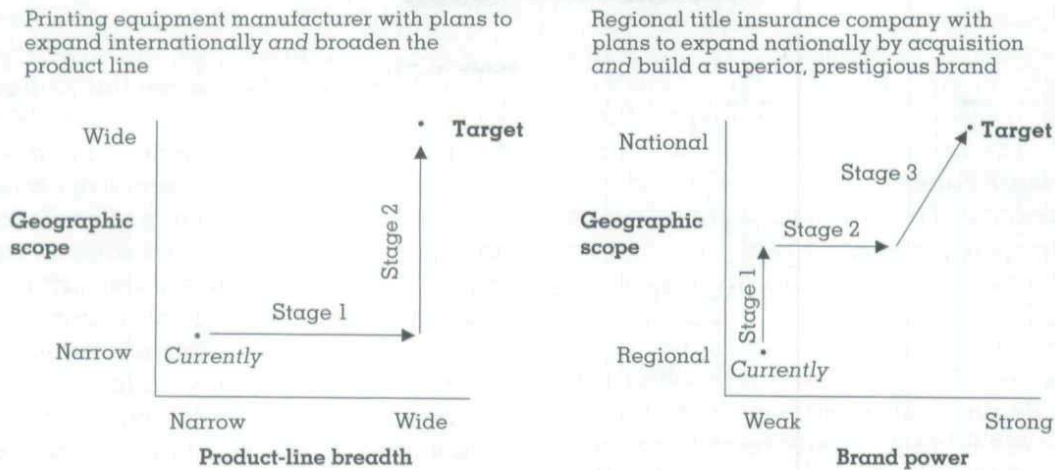 Printing equipment manufacturer with plans to
expand internationally and broaden the
product line
Wide
Target
Geographic
scope
Stage 2
Stage 1
Narrow
Currently
Narrow
Wide
Product-line breadth
Regional title insurance company with
plans to expand nationally by acquisition
and build a superior, prestigious brand
National
Target
Stage 3
Geographic
scope
Stage 2
Stage 1
Regional
Currently
Weak
Strong
Brand power